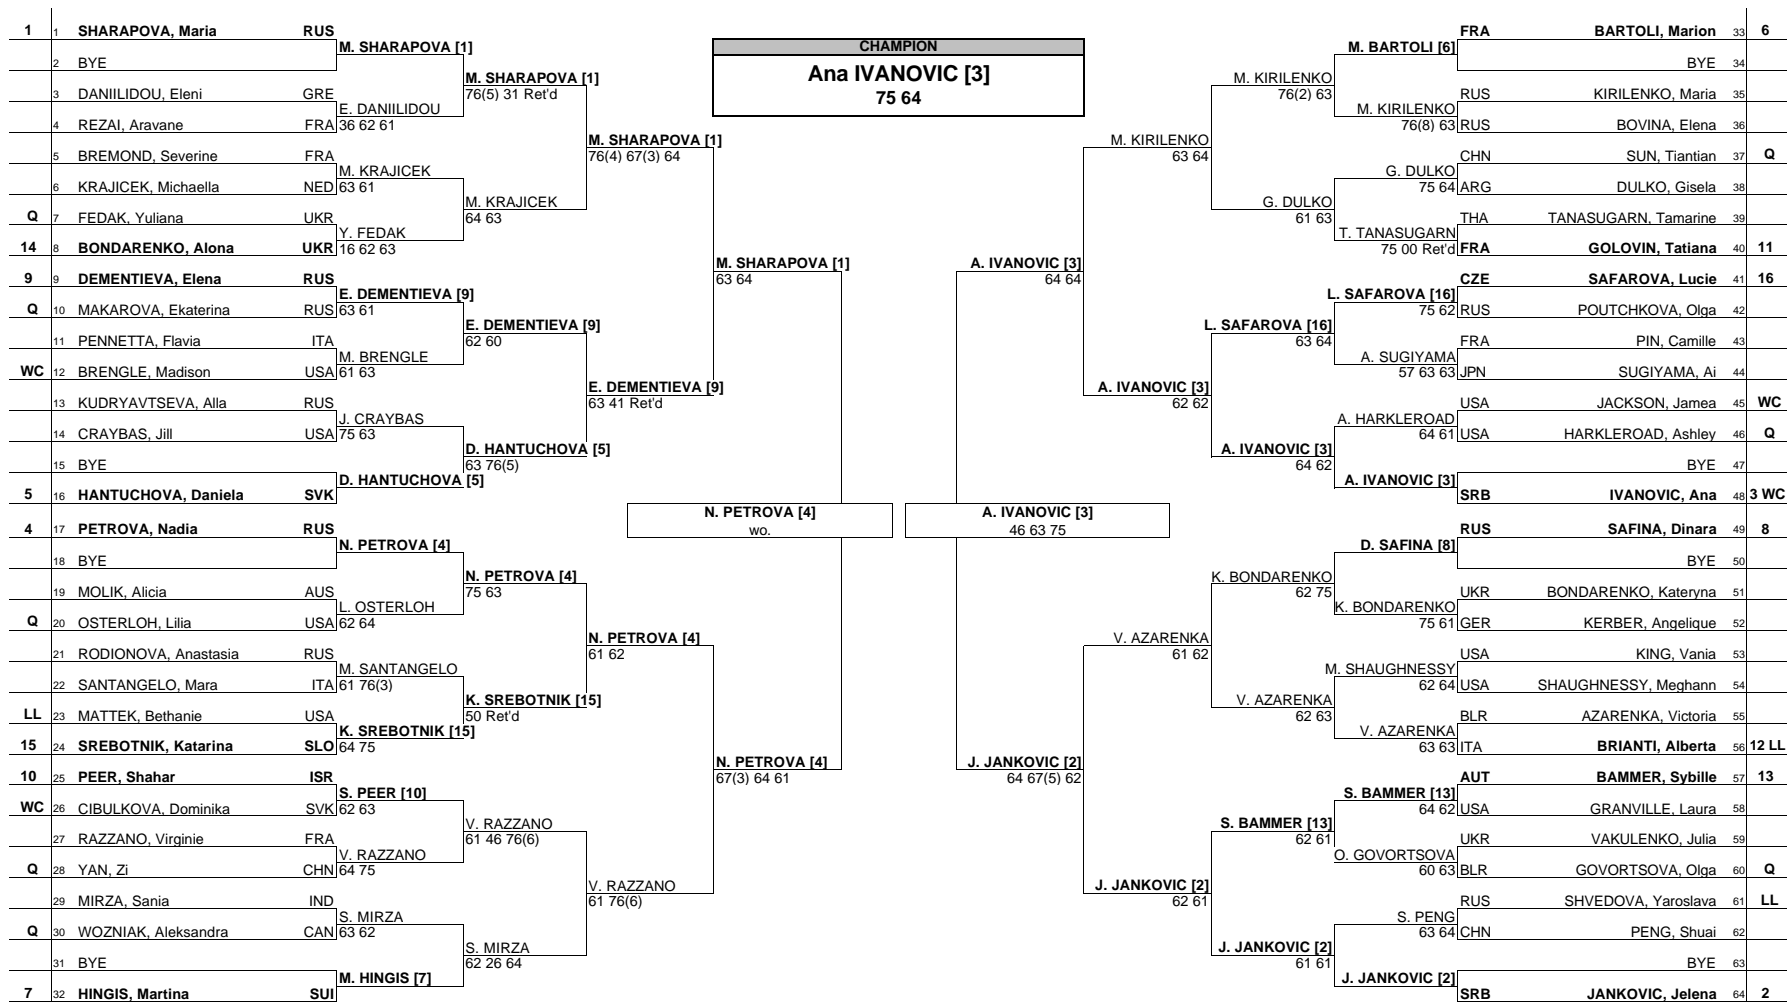 CHAMPION
Ana IVANOVIC [3]
75 64
1 1 SHARAPOVA, Maria RUS
2 BYE
3 DANIILIDOU, Eleni GRE
4 REZAI, Aravane FRA
5 BREMOND, Severine FRA
6 KRAJICEK, Michaella NED
Q 7 FEDAK, Yuliana UKR
14 8 BONDARENKO, Alona UKR
9 9 DEMENTIEVA, Elena RUS
Q 10 MAKAROVA, Ekaterina RUS
11 PENNETTA, Flavia ITA
WC 12 BRENGLE, Madison USA
13 KUDRYAVTSEVA, Alla RUS
14 CRAYBAS, Jill USA
15 BYE
5 16 HANTUCHOVA, Daniela SVK
4 17 PETROVA, Nadia RUS
18 BYE
19 MOLIK, Alicia AUS
Q 20 OSTERLOH, Lilia USA
21 RODIONOVA, Anastasia RUS
22 SANTANGELO, Mara ITA
LL 23 MATTEK, Bethanie USA
15 24 SREBOTNIK, Katarina SLO
10 25 PEER, Shahar ISR
WC 26 CIBULKOVA, Dominika SVK
27 RAZZANO, Virginie FRA
Q 28 YAN, Zi CHN
29 MIRZA, Sania IND
Q 30 WOZNIAK, Aleksandra CAN
31 BYE
7 32 HINGIS, Martina SUI
M. SHARAPOVA [1]
E. DANIILIDOU
36 62 61
M. KRAJICEK
63 61
Y. FEDAK
16 62 63
E. DEMENTIEVA [9]
63 61
M. BRENGLE
61 63
J. CRAYBAS
75 63
D. HANTUCHOVA [5]
N. PETROVA [4]
L. OSTERLOH
62 64
M. SANTANGELO
61 76(3)
K. SREBOTNIK [15]
64 75
S. PEER [10]
62 63
V. RAZZANO
64 75
S. MIRZA
63 62
M. HINGIS [7]
M. SHARAPOVA [1]
76(5) 31 Ret'd
M. KRAJICEK
64 63
E. DEMENTIEVA [9]
62 60
D. HANTUCHOVA [5]
63 76(5)
N. PETROVA [4]
75 63
K. SREBOTNIK [15]
50 Ret'd
V. RAZZANO
61 46 76(6)
S. MIRZA
62 26 64
M. SHARAPOVA [1]
76(4) 67(3) 64
E. DEMENTIEVA [9]
63 41 Ret'd
N. PETROVA [4]
61 62
V. RAZZANO
61 76(6)
M. SHARAPOVA [1]
63 64
N. PETROVA [4]
67(3) 64 61
N. PETROVA [4]
wo.
A. IVANOVIC [3]
46 63 75
A. IVANOVIC [3]
64 64
J. JANKOVIC [2]
64 67(5) 62
M. KIRILENKO
63 64
A. IVANOVIC [3]
62 62
V. AZARENKA
61 62
J. JANKOVIC [2]
62 61
M. KIRILENKO
76(2) 63
G. DULKO
61 63
L. SAFAROVA [16]
63 64
A. IVANOVIC [3]
64 62
K. BONDARENKO
62 75
V. AZARENKA
62 63
S. BAMMER [13]
62 61
J. JANKOVIC [2]
61 61
M. BARTOLI [6]
M. KIRILENKO
76(8) 63
G. DULKO
75 64
T. TANASUGARN
75 00 Ret'd
L. SAFAROVA [16]
75 62
A. SUGIYAMA
57 63 63
A. HARKLEROAD
64 61
A. IVANOVIC [3]
D. SAFINA [8]
K. BONDARENKO
75 61
M. SHAUGHNESSY
62 64
V. AZARENKA
63 63
S. BAMMER [13]
64 62
O. GOVORTSOVA
60 63
S. PENG
63 64
J. JANKOVIC [2]
FRA BARTOLI, Marion 33 6
BYE 34
RUS KIRILENKO, Maria 35
RUS BOVINA, Elena 36
CHN SUN, Tiantian 37 Q
ARG DULKO, Gisela 38
THA TANASUGARN, Tamarine 39
FRA GOLOVIN, Tatiana 40 11
CZE SAFAROVA, Lucie 41 16
RUS POUTCHKOVA, Olga 42
FRA PIN, Camille 43
JPN SUGIYAMA, Ai 44
USA JACKSON, Jamea 45 WC
USA HARKLEROAD, Ashley 46 Q
BYE 47
SRB IVANOVIC, Ana 48 3 WC
RUS SAFINA, Dinara 49 8
BYE 50
UKR BONDARENKO, Kateryna 51
GER KERBER, Angelique 52
USA KING, Vania 53
USA SHAUGHNESSY, Meghann 54
BLR AZARENKA, Victoria 55
ITA BRIANTI, Alberta 56 12 LL
AUT BAMMER, Sybille 57 13
USA GRANVILLE, Laura 58
UKR VAKULENKO, Julia 59
BLR GOVORTSOVA, Olga 60 Q
RUS SHVEDOVA, Yaroslava 61 LL
CHN PENG, Shuai 62
BYE 63
SRB JANKOVIC, Jelena 64 2